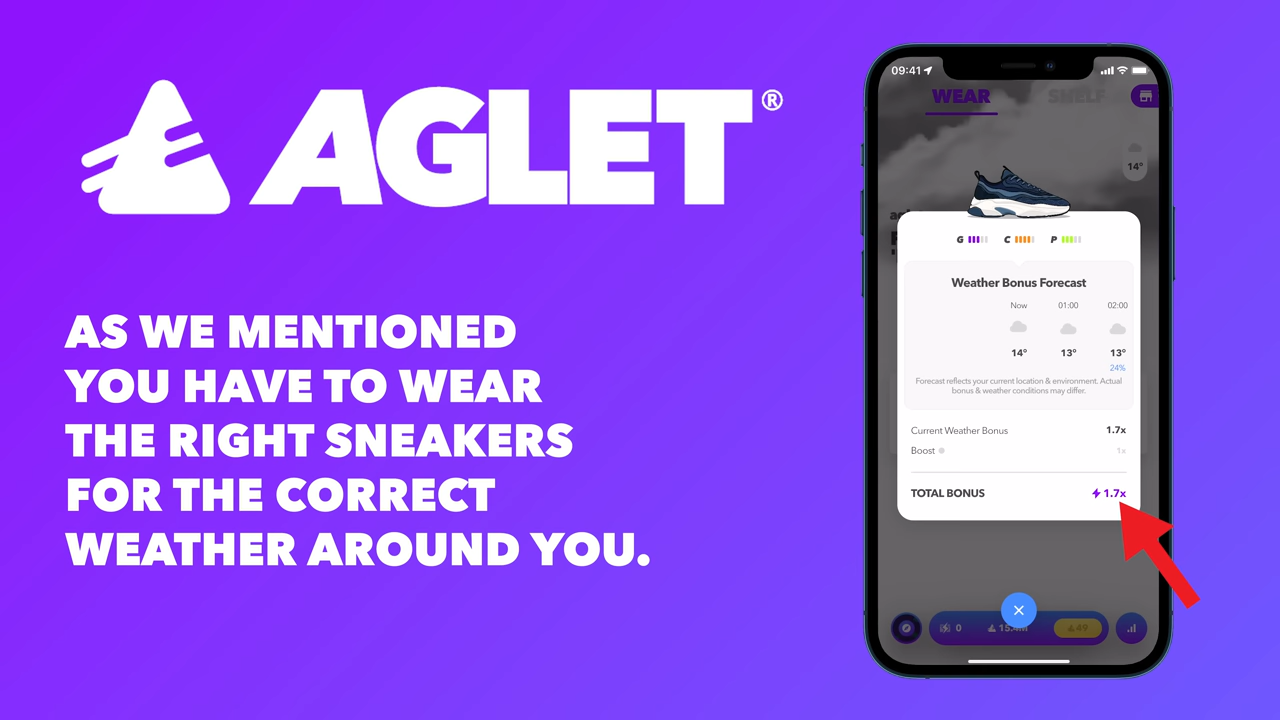 AGLET®
AS WE MENTIONED
YOU HAVE TO WEAR
THE RIGHT SNEAKERS
FOR THE CORRECT
WEATHER AROUND YOU.
09:41
WEAR SHELF
14°
G C P
Weather Bonus Forecast
Now 01:00 02:00
14° 13° 13°
24%
Forecast reflects your current location & environment. Actual
bonus & weather conditions may differ.
Current Weather Bonus 1.7x
Boost 1x
TOTAL BONUS 1.7x
0 49